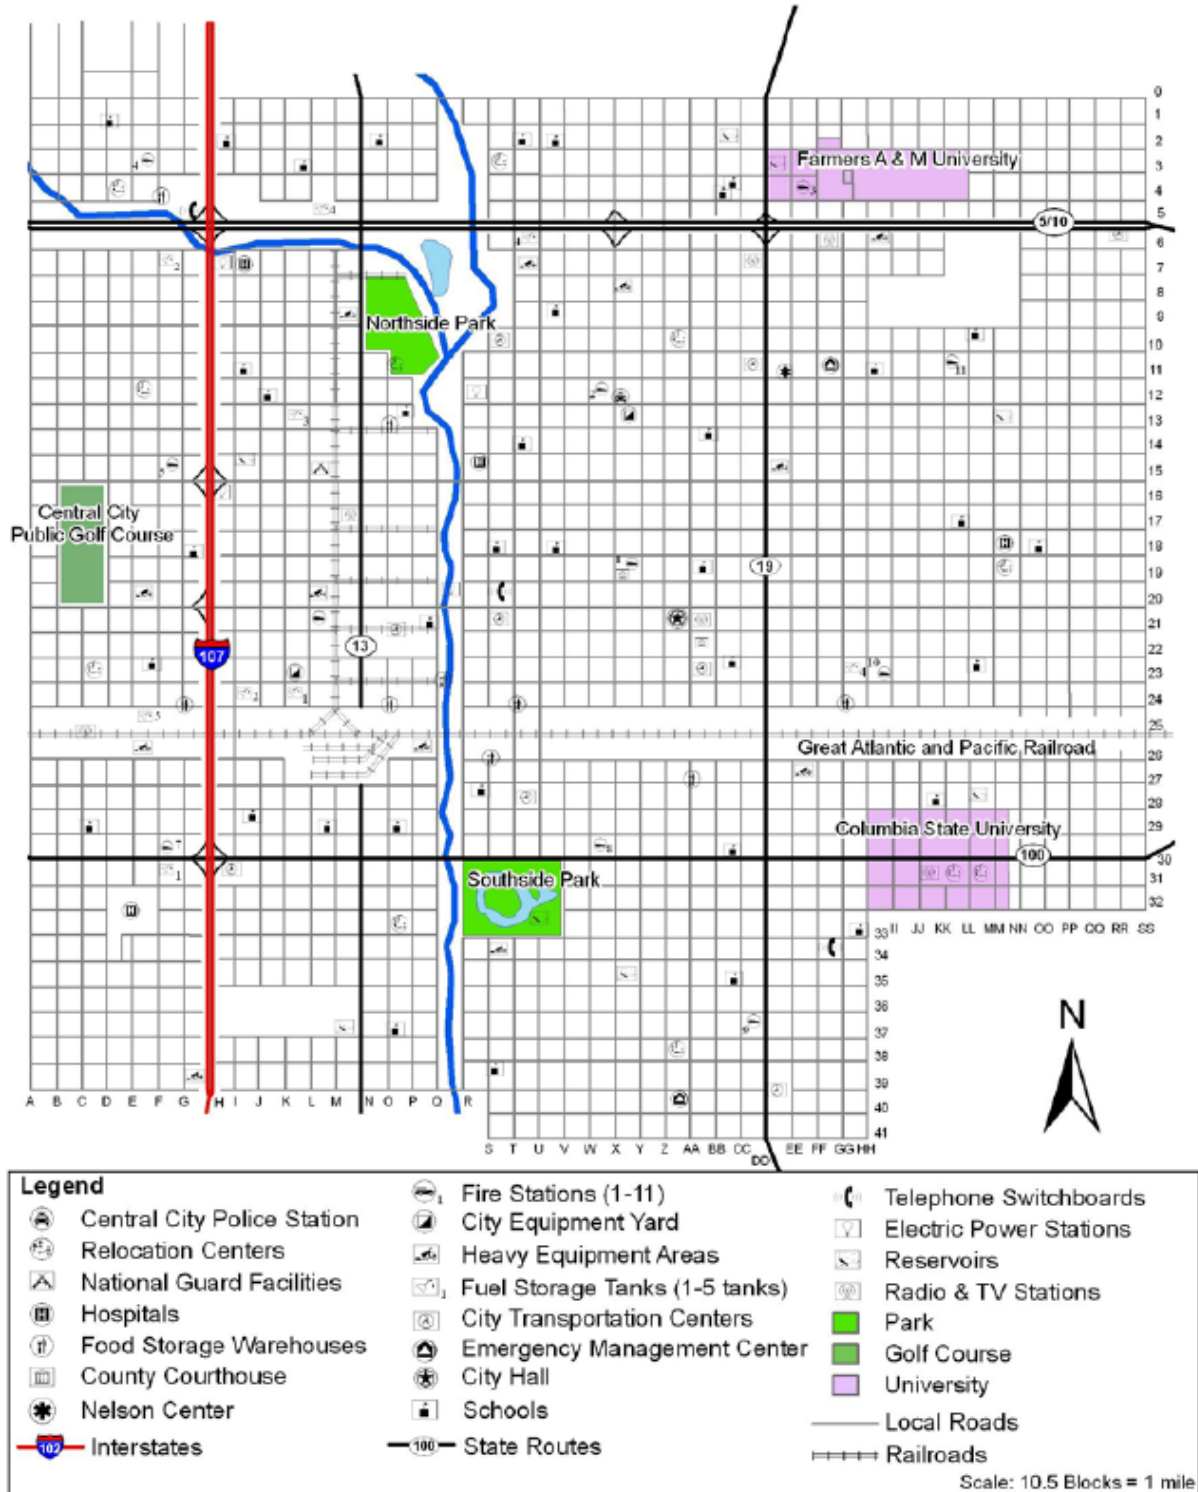 0
1
2
3
4
5
6
7
8
9
10
11
12
13
14
15
16
17
18
19
20
21
22
23
24
25
26
27
28
29
30
31
32
33
34
35
36
37
38
39
40
41
Farmers A & M University
5/10
Northside Park
Central City
Public Golf Course
19
13
107
Great Atlantic and Pacific Railroad
Columbia State University
100
Southside Park
II JJ KK LL MM NN OO PP QQ RR SS
N
A B C D E F G H I J K L M N O P Q R
S T U V W X Y Z AA BB CC DD EE FF GG HH
Legend
Central City Police Station
Relocation Centers
National Guard Facilities
Hospitals
Food Storage Warehouses
County Courthouse
Nelson Center
102 Interstates
Fire Stations (1-11)
City Equipment Yard
Heavy Equipment Areas
Fuel Storage Tanks (1-5 tanks)
City Transportation Centers
Emergency Management Center
City Hall
Schools
100 State Routes
Telephone Switchboards
Electric Power Stations
Reservoirs
Radio & TV Stations
Park
Golf Course
University
Local Roads
Railroads
Scale: 10.5 Blocks = 1 mile